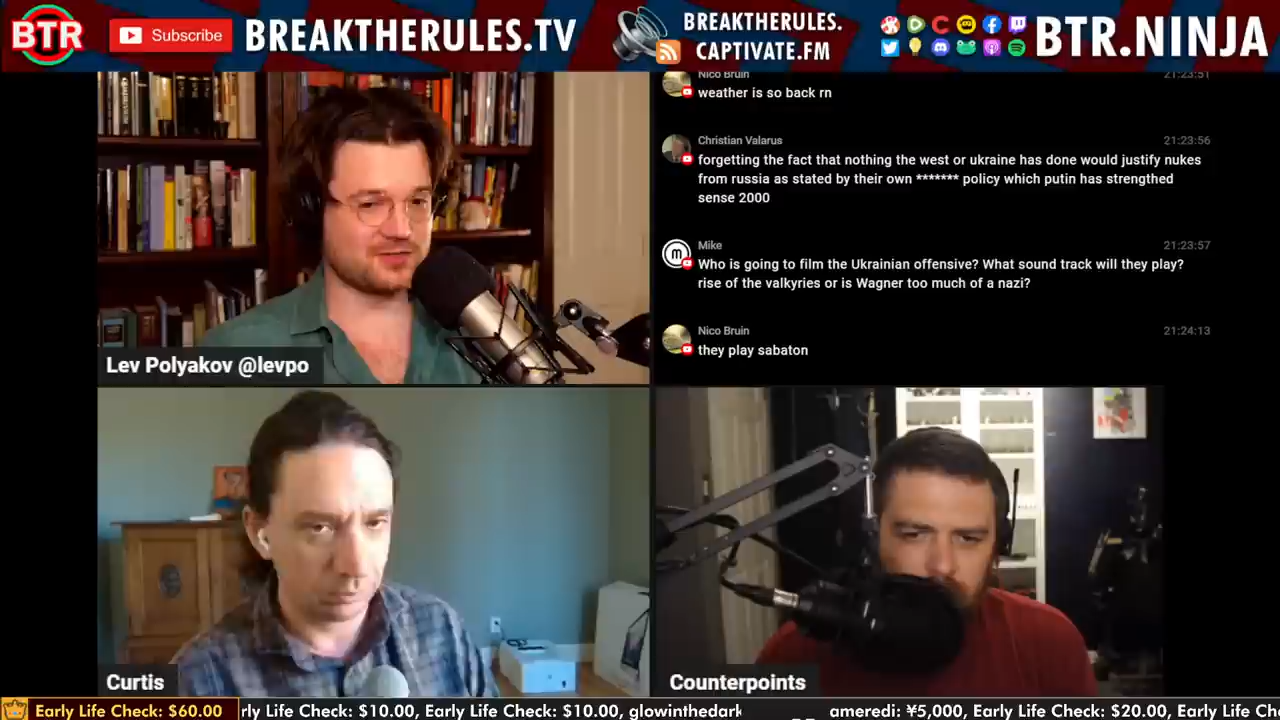 BTR
Subscribe
BREAKTHERULES.TV
BREAKTHERULES.
CAPTIVATE.FM
BTR.NINJA
Nico Bruin
21:23:51
weather is so back rn
Christian Valarus
21:23:56
forgetting the fact that nothing the west or ukraine has done would justify nukes
from russia as stated by their own ******* policy which putin has strengthed
sense 2000
Mike
21:23:57
Who is going to film the Ukrainian offensive? What sound track will they play?
rise of the valkyries or is Wagner too much of a nazi?
Nico Bruin
21:24:13
they play sabaton
Lev Polyakov @levpo
Curtis
Counterpoints
Early Life Check: $60.00
rly Life Check: $10.00, Early Life Check: $10.00, glowinthedark
ameredi: ¥5,000, Early Life Check: $20.00, Early Life Che